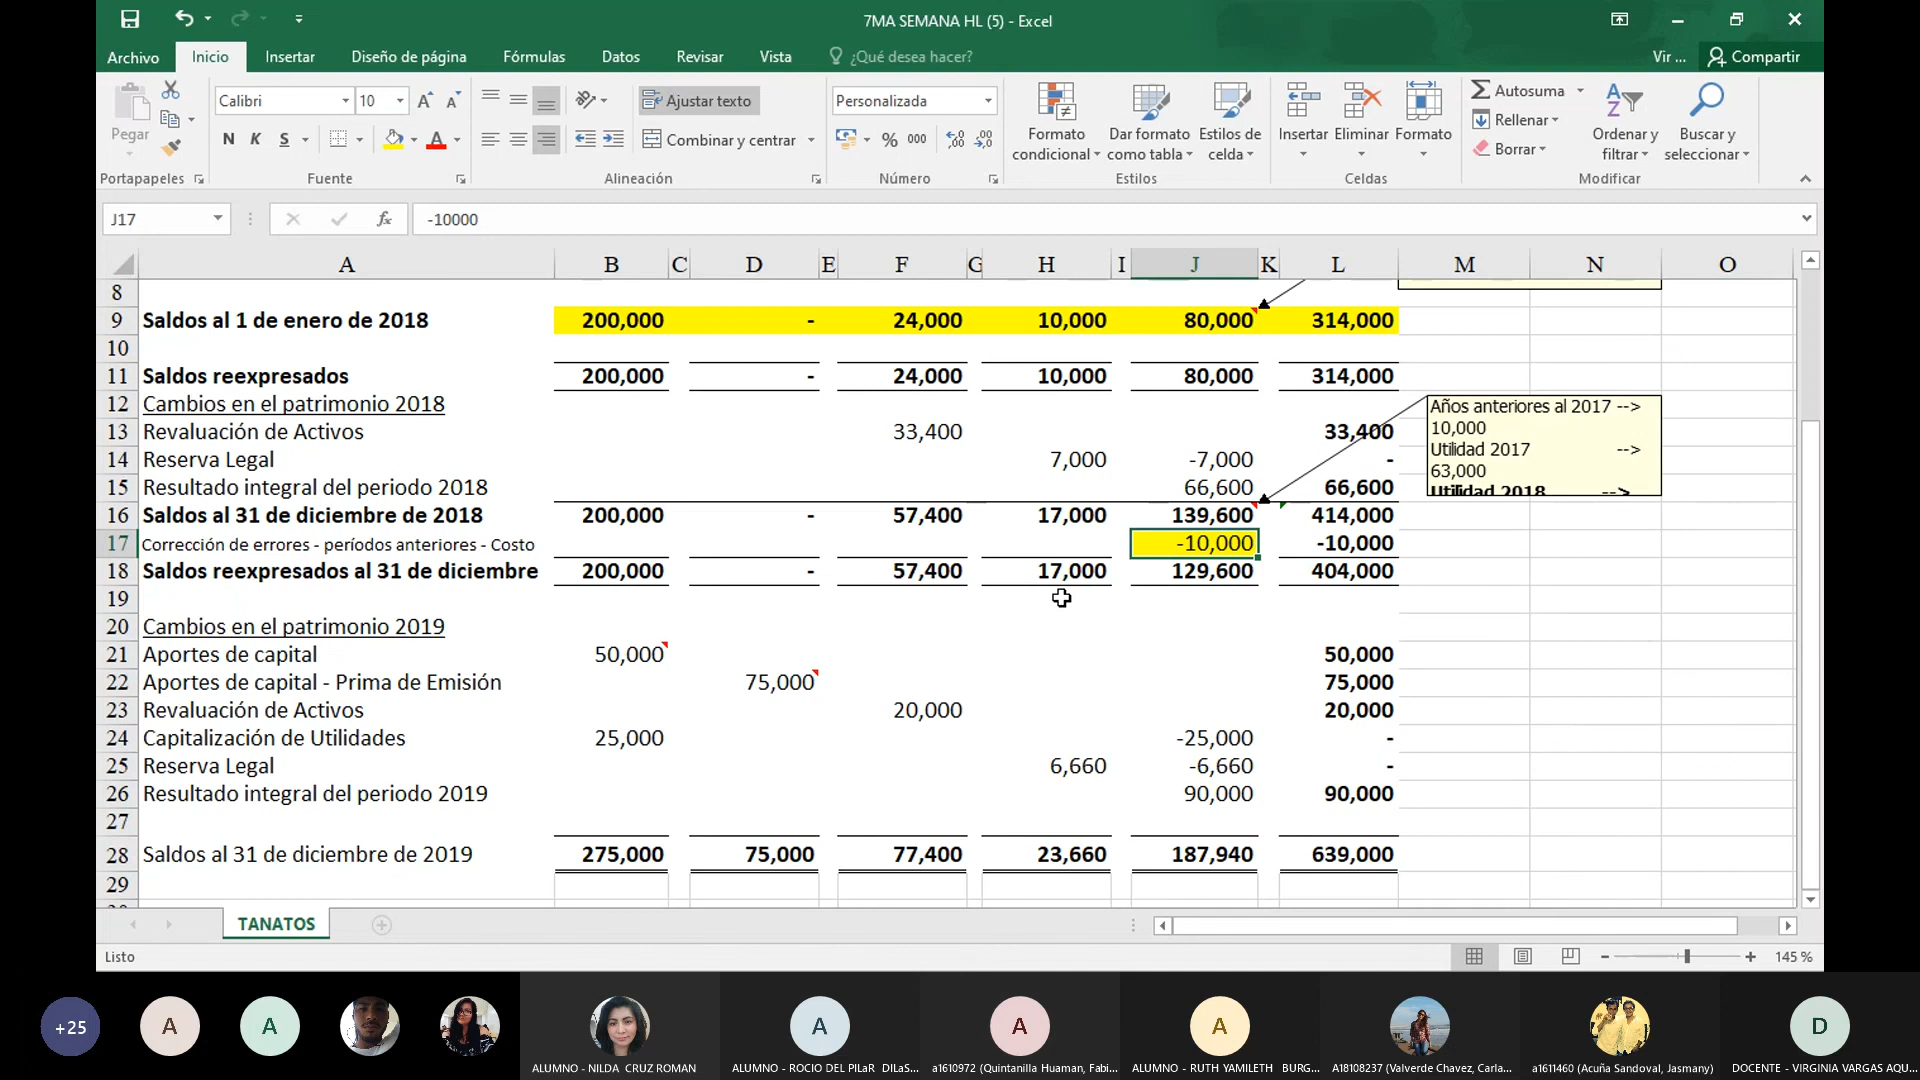 7MA SEMANA HL (5) - Excel
Archivo Inicio Insertar Diseño de página Fórmulas Datos Revisar Vista ¿Qué desea hacer? Vir ... Compartir
Pegar
Calibri 10
N K S
Ajustar texto
Combinar y centrar
Personalizada
% 000
Formato condicional
Dar formato como tabla
Estilos de celda
Insertar Eliminar Formato
Autosuma
Rellenar
Borrar
Ordenar y filtrar
Buscar y seleccionar
Portapapeles Fuente Alineación Número Estilos Celdas Modificar
J17 fx -10000
A B C D E F G H I J K L M N O
8
9 Saldos al 1 de enero de 2018 200,000 - 24,000 10,000 80,000 314,000
10
11 Saldos reexpresados 200,000 - 24,000 10,000 80,000 314,000
12 Cambios en el patrimonio 2018
13 Revaluación de Activos 33,400 33,400
14 Reserva Legal 7,000 -7,000 -
15 Resultado integral del periodo 2018 66,600 66,600
16 Saldos al 31 de diciembre de 2018 200,000 - 57,400 17,000 139,600 414,000
17 Corrección de errores - períodos anteriores - Costo -10,000 -10,000
18 Saldos reexpresados al 31 de diciembre 200,000 - 57,400 17,000 129,600 404,000
19
20 Cambios en el patrimonio 2019
21 Aportes de capital 50,000 50,000
22 Aportes de capital - Prima de Emisión 75,000 75,000
23 Revaluación de Activos 20,000 20,000
24 Capitalización de Utilidades 25,000 -25,000 -
25 Reserva Legal 6,660 -6,660 -
26 Resultado integral del periodo 2019 90,000 90,000
27
28 Saldos al 31 de diciembre de 2019 275,000 75,000 77,400 23,660 187,940 639,000
29
Años anteriores al 2017 -->
10,000
Utilidad 2017 -->
63,000
Utilidad 2018 -->
TANATOS
Listo 145 %
+25 A A A A A D
ALUMNO - NILDA CRUZ ROMAN
ALUMNO - ROCIO DEL PILaR DILaS...
a1610972 (Quintanilla Huaman, Fabi...
ALUMNO - RUTH YAMILETH BURG...
A18108237 (Valverde Chavez, Carla...
a1611460 (Acuña Sandoval, Jasmany)
DOCENTE - VIRGINIA VARGAS AQU...